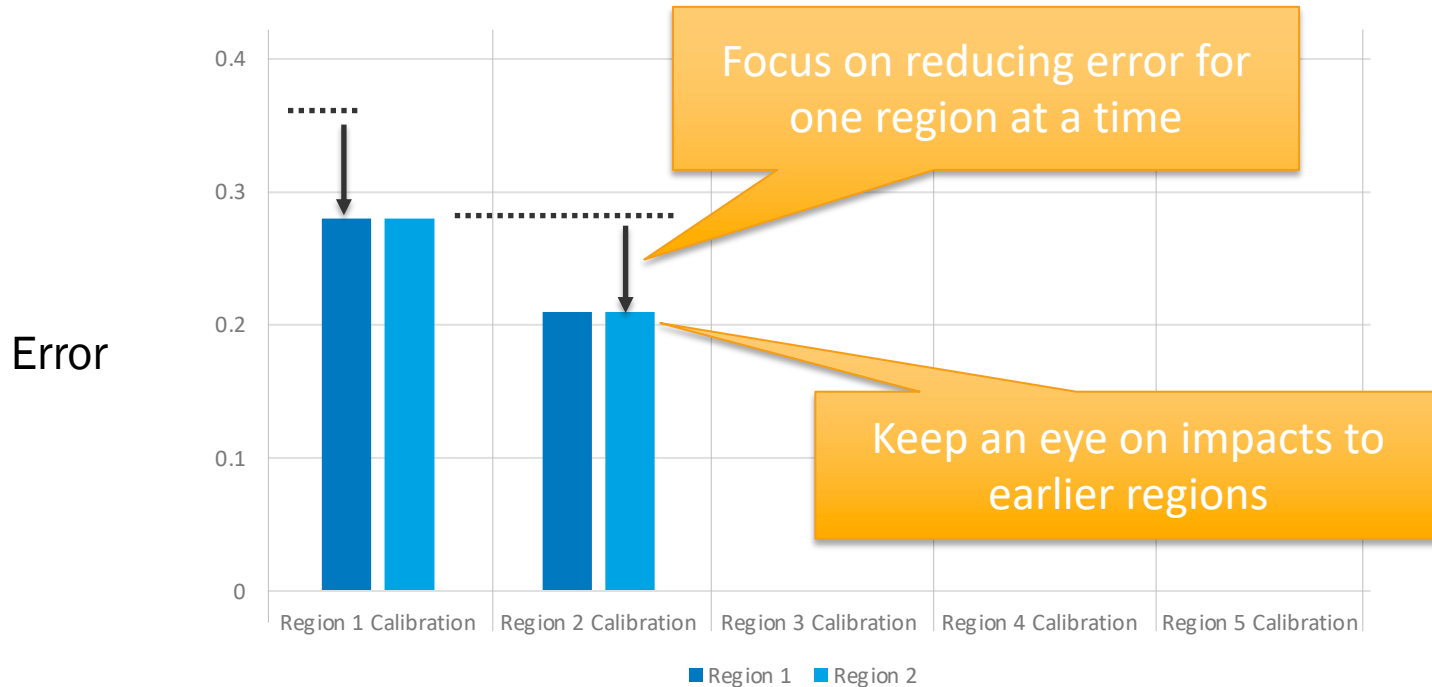 Focus on reducing error for
one region at a time
Keep an eye on impacts to
earlier regions
Error
0.4
0.3
0.2
0.1
0
Region 1 Calibration
Region 2 Calibration
Region 3 Calibration
Region 4 Calibration
Region 5 Calibration
Region 1
Region 2